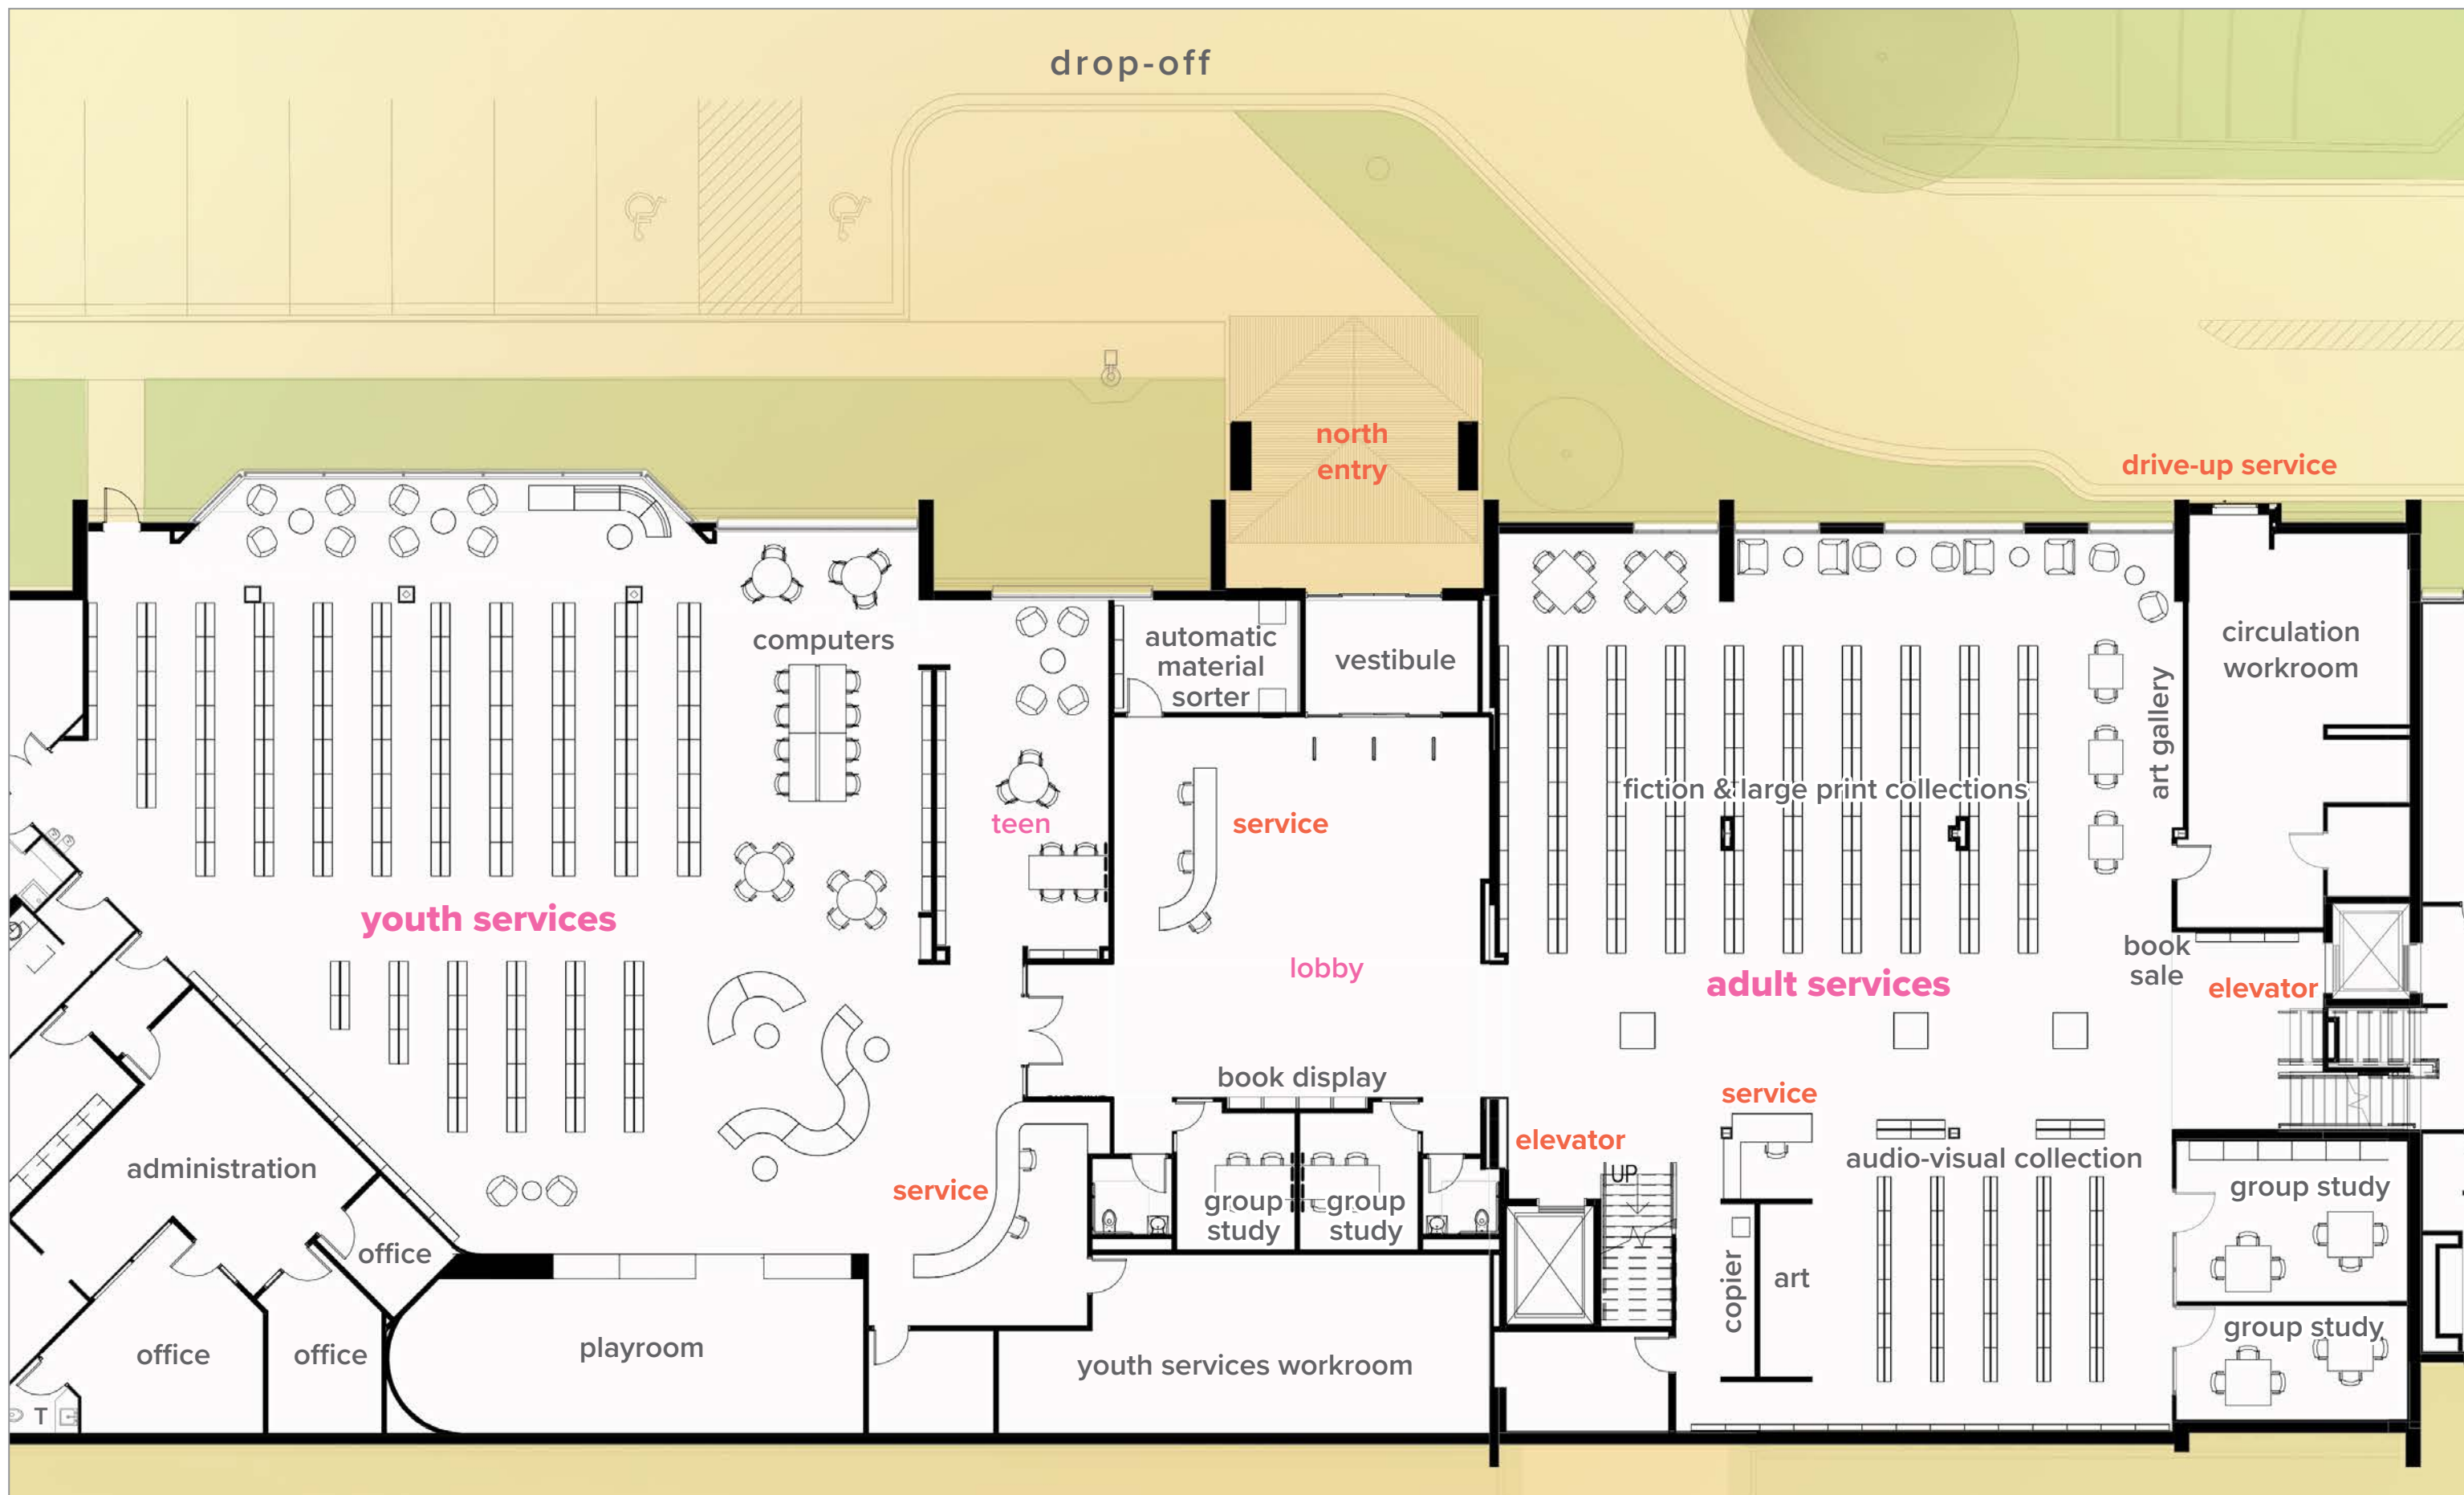 drop-off
north
entry
drive-up service
computers
automatic
material
sorter
vestibule
circulation
workroom
art gallery
fiction & large print collections
teen
service
youth services
lobby
adult services
book
sale
elevator
book display
service
elevator
UP
audio-visual collection
administration
service
group
study
group
study
group study
office
copier
art
office
office
playroom
youth services workroom
group study
T